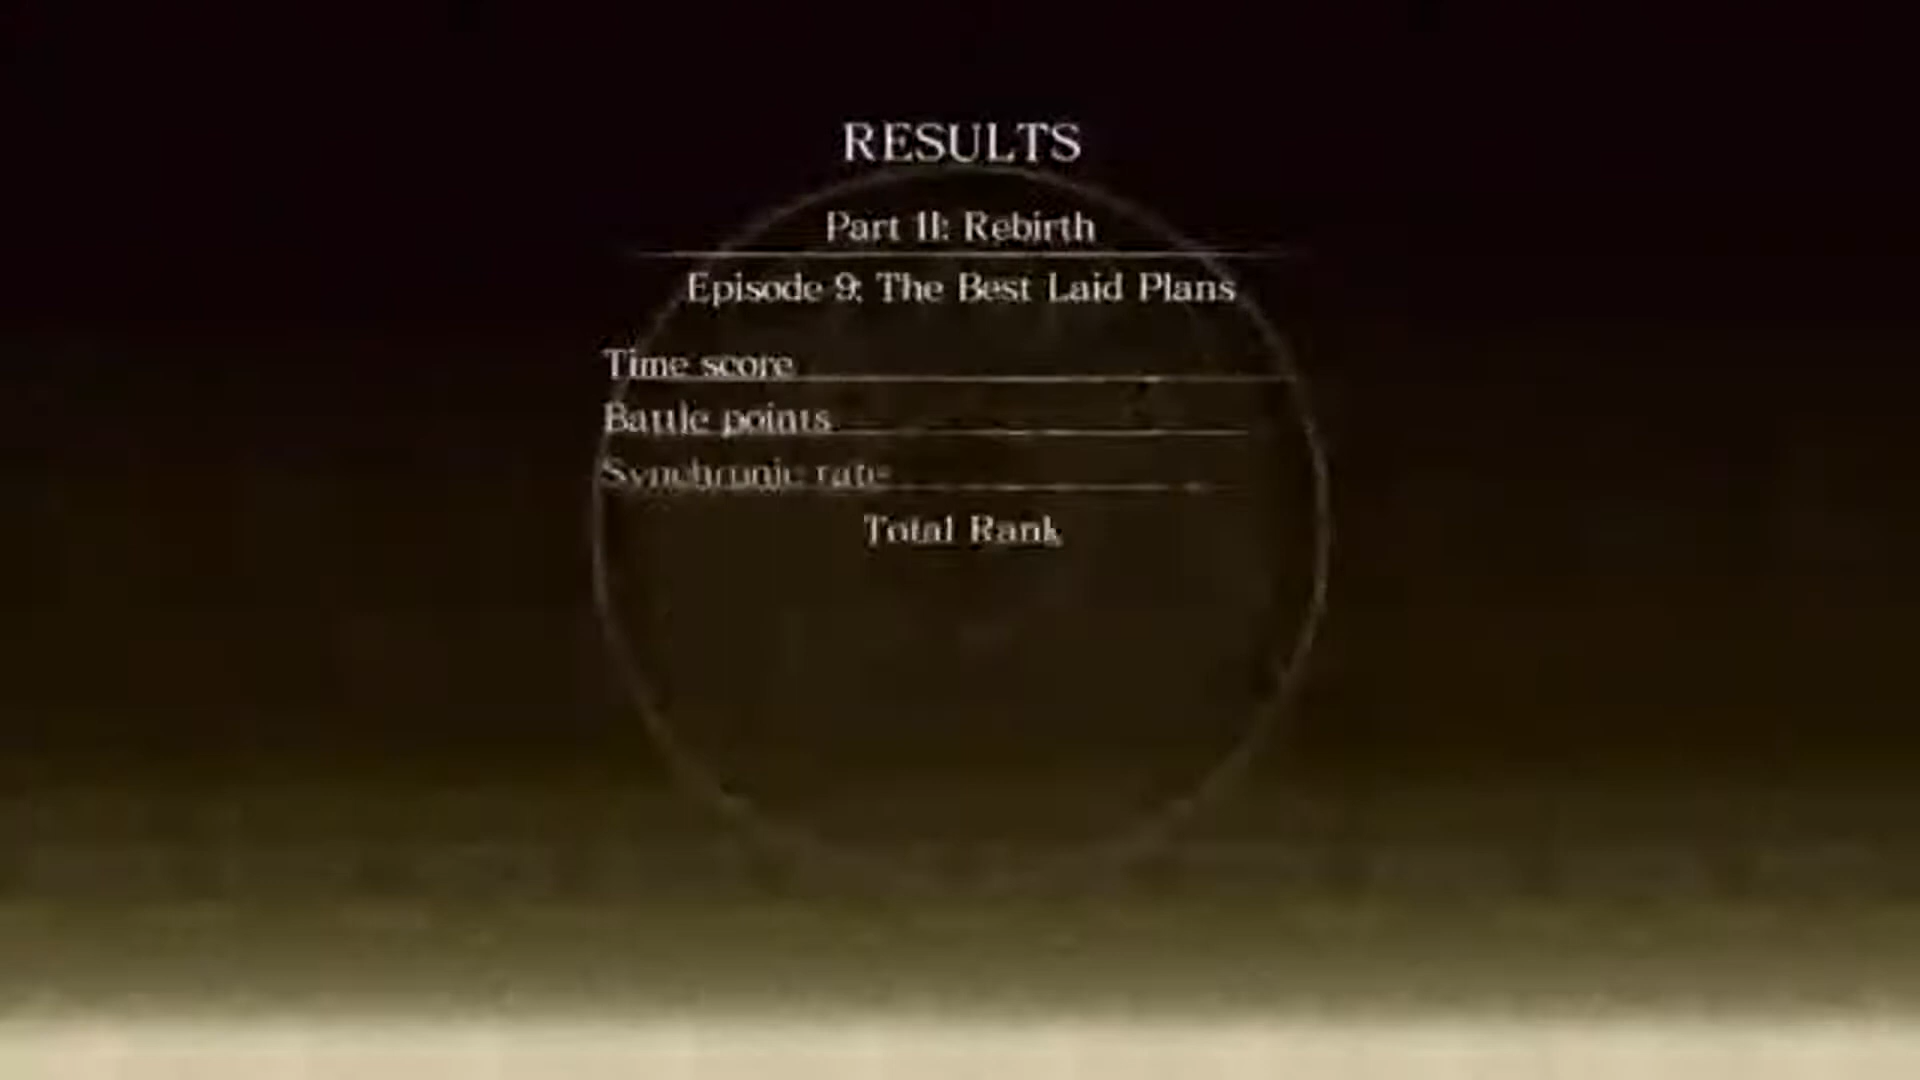 RESULTS
Part II: Rebirth
Episode 9: The Best Laid Plans
Time score
Battle points
Synchronic rate
Total Rank